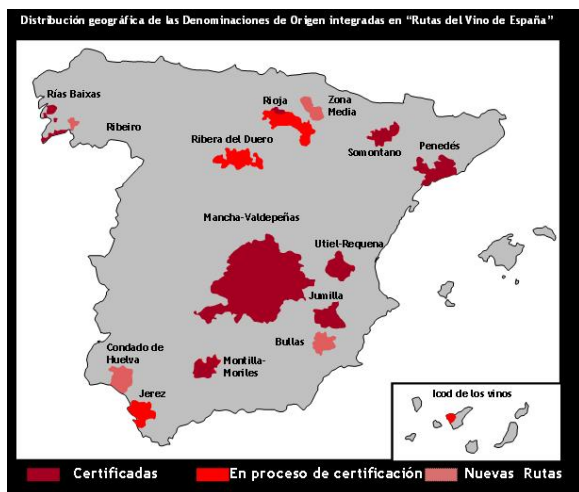 Distribución geográfica de las Denominaciones de Origen integradas en “Rutas del Vino de España”
Rías Baixas
Ribeiro
Rioja
Zona
Media
Ribera del Duero
Somontano
Penedés
Mancha-Valdepeñas
Utiel-Requena
Jumilla
Bullas
Condado de
Huelva
Montilla-
Moriles
Jerez
Icod de los vinos
Certificadas
En proceso de certificación
Nuevas Rutas